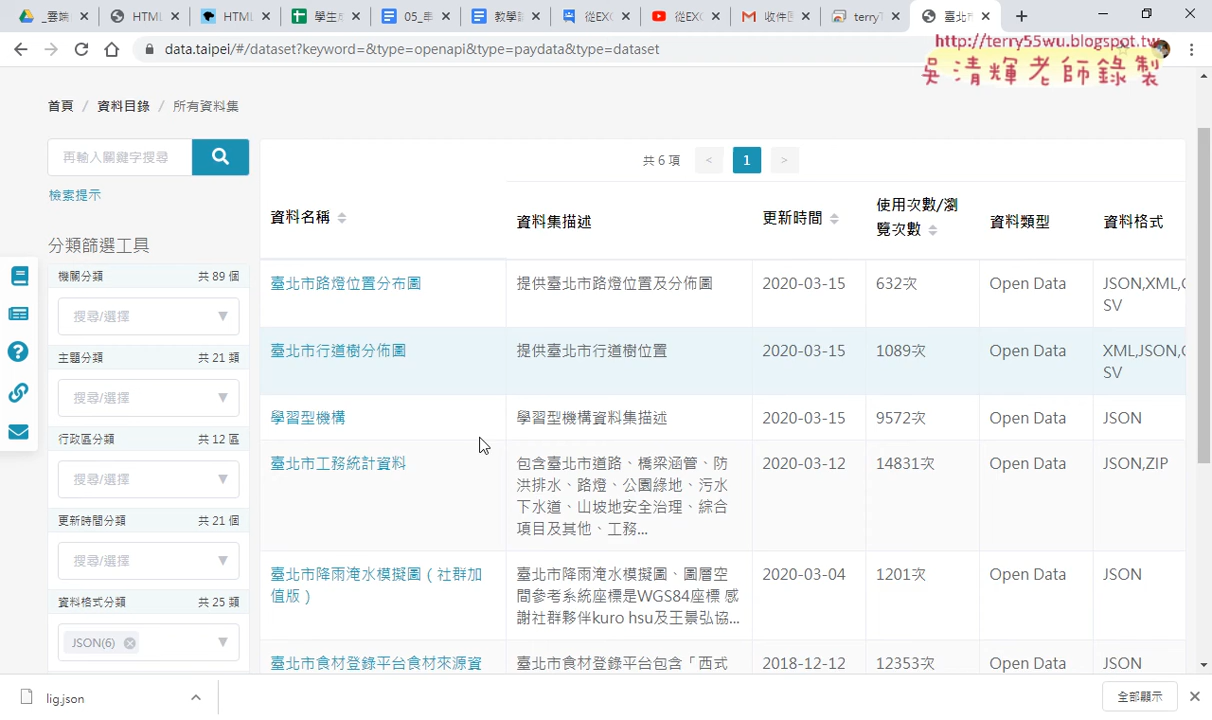 _雲端
HTML
HTML
學生
05_串
教學
從EXC
從EXC
收件匣
terry
臺北市
data.taipei/#/dataset?keyword=&type=openapi&type=paydata&type=dataset
http://terry55wu.blogspot.tw
吳清輝老師錄製
首頁 / 資料目錄 / 所有資料集
再輸入關鍵字搜尋
檢索提示
分類篩選工具
機關分類 共 89 個
搜尋/選擇
主題分類 共 21 類
搜尋/選擇
行政區分類 共 12 區
搜尋/選擇
更新時間分類 共 21 個
搜尋/選擇
資料格式分類 共 25 類
JSON(6)
共 6 項 < 1 >
資料名稱 資料集描述 更新時間 使用次數/瀏覽次數 資料類型 資料格式
臺北市路燈位置分布圖 提供臺北市路燈位置及分佈圖 2020-03-15 632次 Open Data JSON,XML,C
SV
臺北市行道樹分佈圖 提供臺北市行道樹位置 2020-03-15 1089次 Open Data XML,JSON,C
SV
學習型機構 學習型機構資料集描述 2020-03-15 9572次 Open Data JSON
臺北市工務統計資料 包含臺北市道路、橋梁涵管、防 2020-03-12 14831次 Open Data JSON,ZIP
洪排水、路燈、公園綠地、污水
下水道、山坡地安全治理、綜合
項目及其他、工務...
臺北市降雨淹水模擬圖（社群加 臺北市降雨淹水模擬圖、圖層空 2020-03-04 1201次 Open Data JSON
值版） 間參考系統座標是WGS84座標 感
謝社群夥伴kuro hsu及王景弘協...
臺北市食材登錄平台食材來源資 臺北市食材登錄平台包含「西式 2018-12-12 12353次 Open Data JSON
lig.json
全部顯示